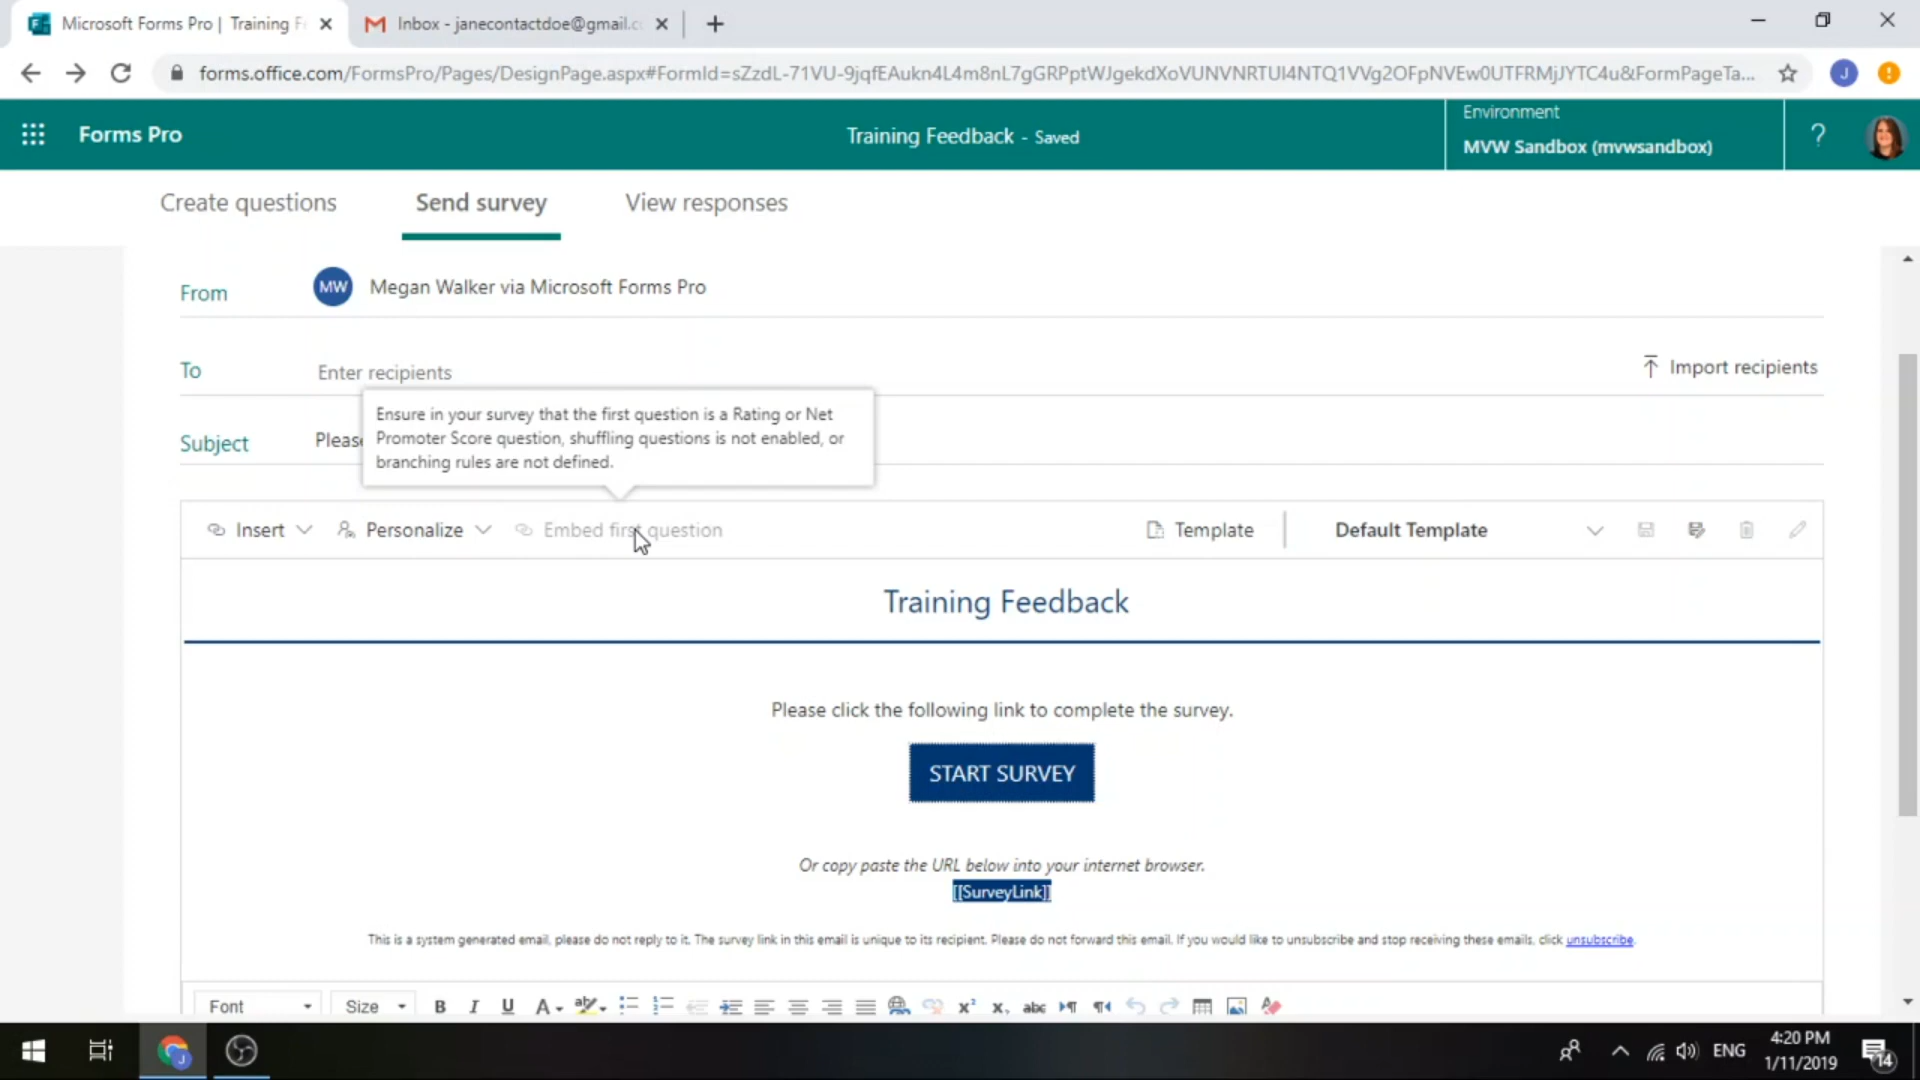 Microsoft Forms Pro | Training F
Inbox - janecontactdoe@gmail.c
forms.office.com/FormsPro/Pages/DesignPage.aspx#FormId=sZzdL-71VU-9jqfEAukn4L4m8nL7gGRPptWJgekdXoVUNVNRTUI4NTQ1VVg2OFpNVEw0UTFRMjJYTC4u&FormPageTa...
J
Forms Pro
Training Feedback - Saved
Environment
MVW Sandbox (mvwsandbox)
?
Create questions
Send survey
View responses
From
MW
Megan Walker via Microsoft Forms Pro
To
Enter recipients
Import recipients
Ensure in your survey that the first question is a Rating or Net
Promoter Score question, shuffling questions is not enabled, or
branching rules are not defined.
Subject
Please
Insert
Personalize
Embed first question
Template
Default Template
Training Feedback
Please click the following link to complete the survey.
START SURVEY
Or copy paste the URL below into your internet browser.
[[SurveyLink]]
This is a system generated email, please do not reply to it. The survey link in this email is unique to its recipient. Please do not forward this email. If you would like to unsubscribe and stop receiving these emails, click unsubscribe.
Font
Size
B I U A ab abc
ENG
4:20 PM
1/11/2019
14